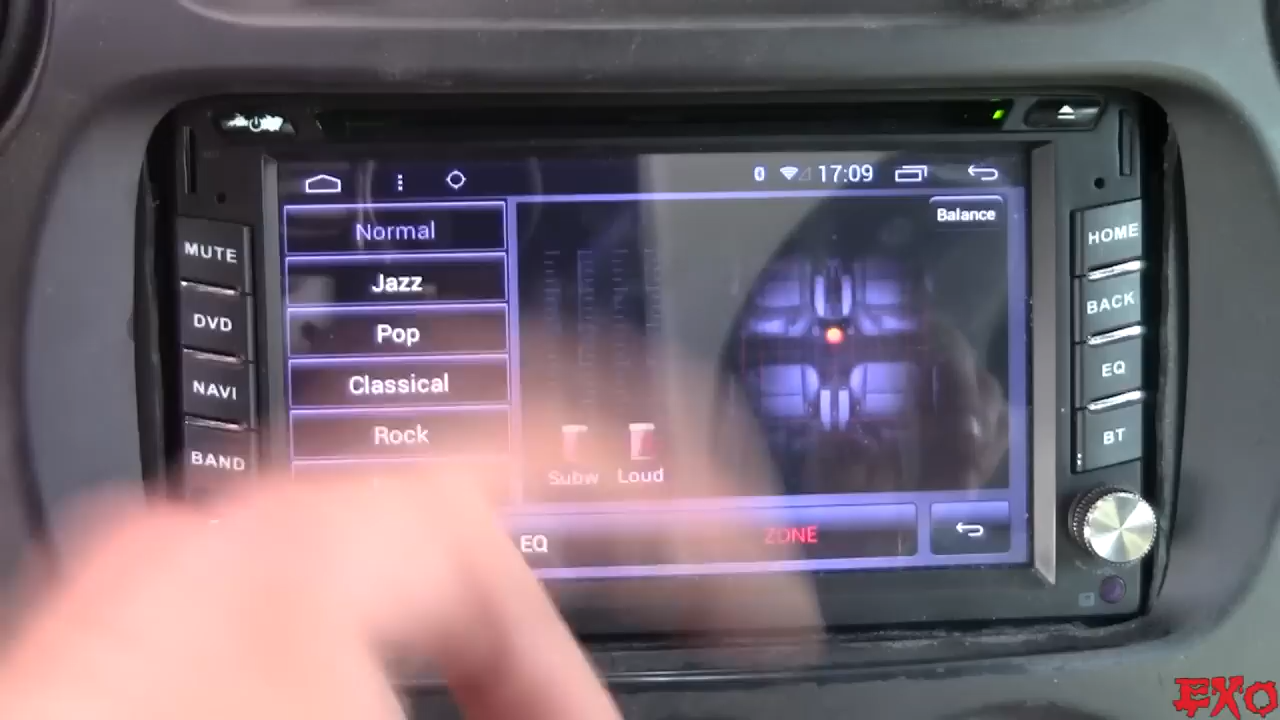 17:09
Balance
MUTE
DVD
NAVI
BAND
Normal
Jazz
Pop
Classical
Rock
Subw Loud
EQ
ZONE
HOME
BACK
EQ
BT
EXO